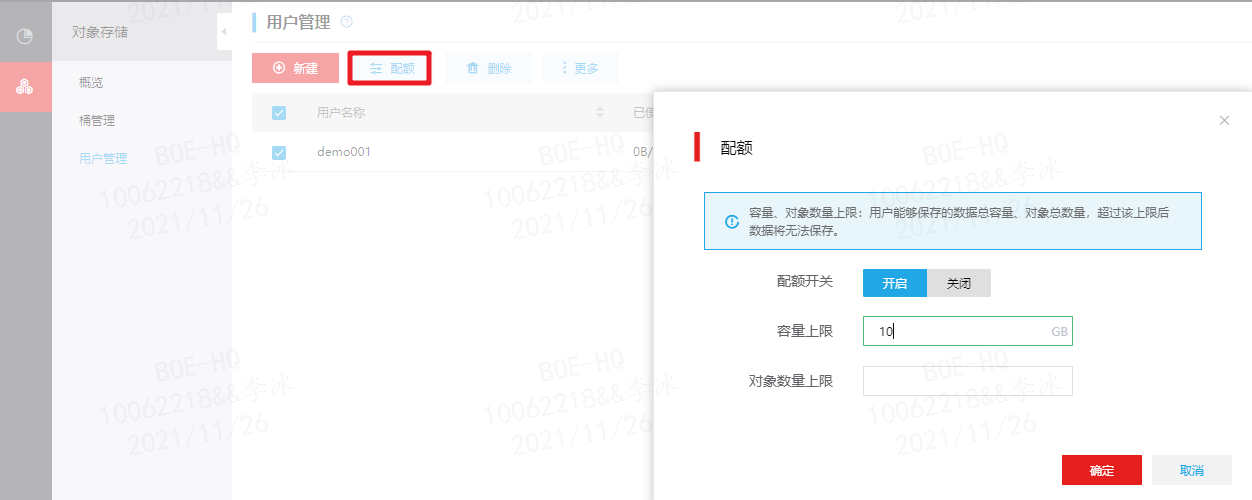 对象存储
概览
桶管理
用户管理
用户管理
新建
配额
删除
更多
用户名称
已使
demo001
0B/
配额
容量、对象数量上限：用户能够保存的数据总容量、对象总数量，超过该上限后
数据将无法保存。
配额开关
开启
关闭
容量上限
10
GB
对象数量上限
确定
取消
BOE-HQ
10062218&&李冰
2021/11/26
BOE-HQ
10062218&&李冰
2021/11/26
BOE-HQ
10062218&&李冰
2021/11/26
BOE-HQ
10062218&&李冰
2021/11/26
BOE-HQ
10062218&&李冰
2021/11/26
BOE-HQ
10062218&&李冰
2021/11/26